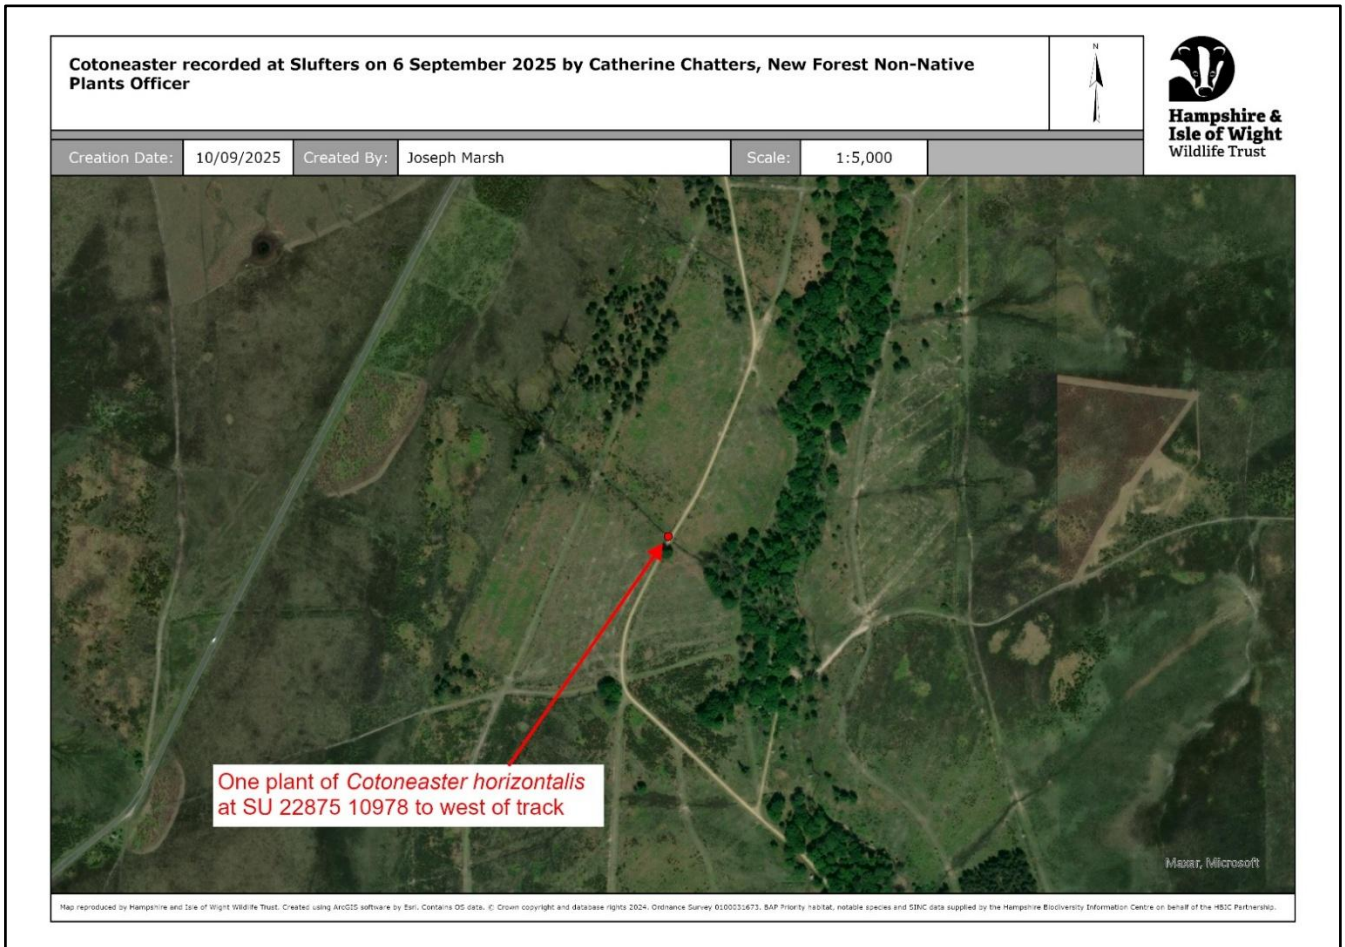 Cotoneaster recorded at Slufters on 6 September 2025 by Catherine Chatters, New Forest Non-Native
Plants Officer
N
Hampshire &
Isle of Wight
Wildlife Trust
Creation Date: 10/09/2025 Created By: Joseph Marsh Scale: 1:5,000
One plant of Cotoneaster horizontalis
at SU 22875 10978 to west of track
Maxar, Microsoft
Map reproduced by Hampshire and Isle of Wight Wildlife Trust. Created using ArcGIS software by Esri. Contains OS data. © Crown copyright and database rights 2024. Ordnance Survey 0100031673. BAP Priority habitat, notable species and SINC data supplied by the Hampshire Biodiversity Information Centre on behalf of the HBIC Partnership.